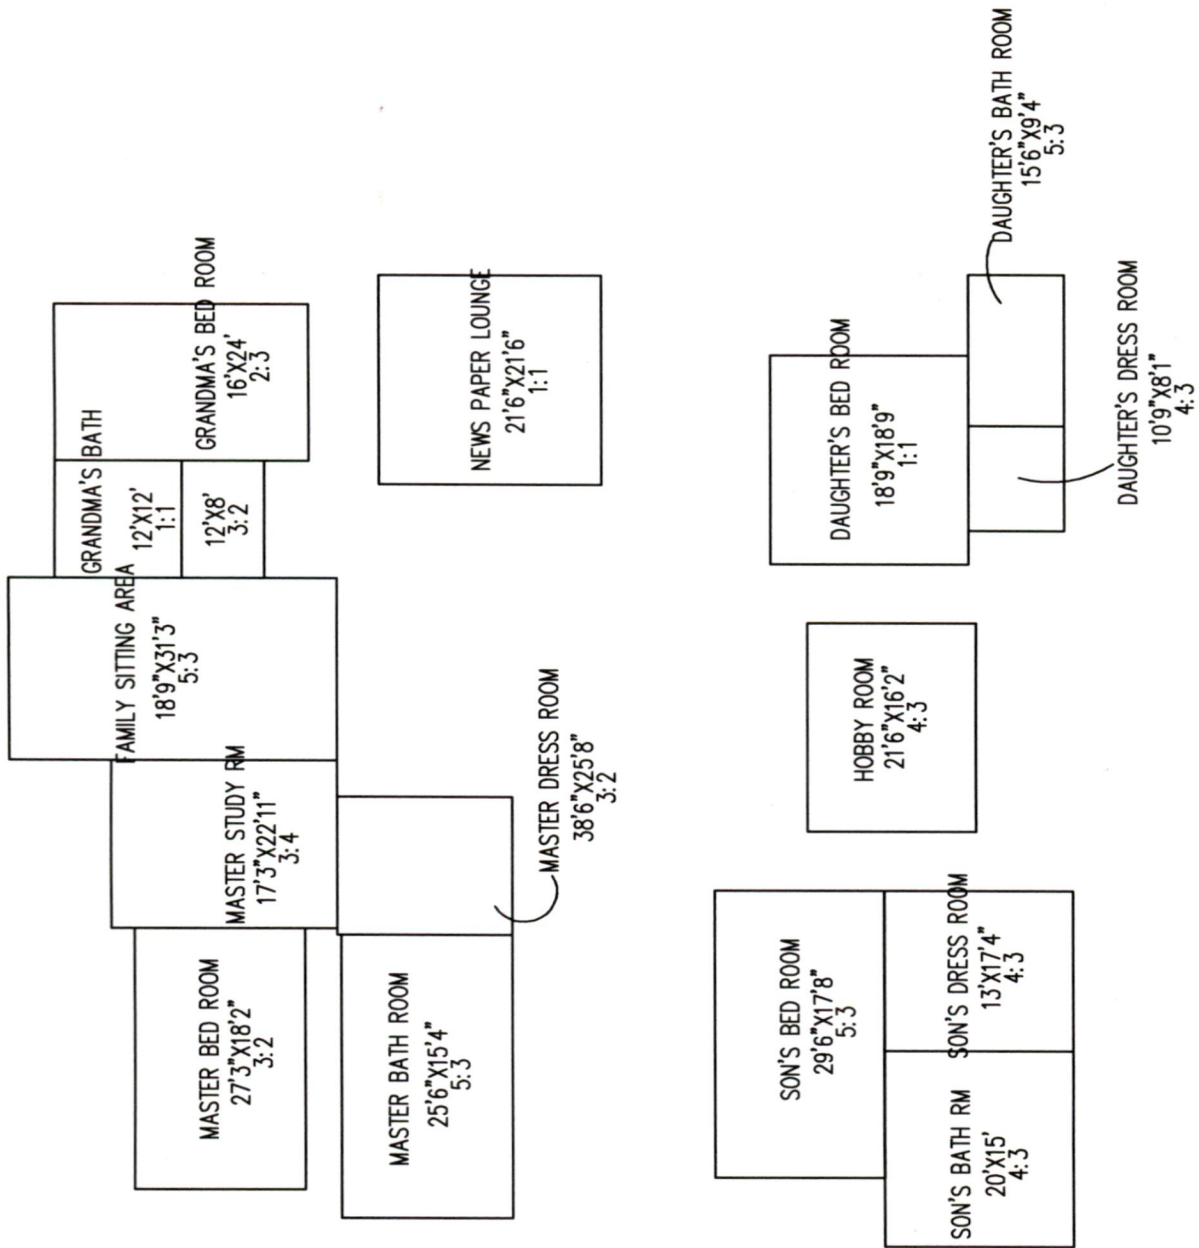 MASTER BED ROOM
27'3"X18'2"
3:2
MASTER STUDY RM
17'3"X22'11"
3:4
FAMILY SITTING AREA
18'9"X31'3"
5:3
GRANDMA'S BATH
12'X12'
1:1
12'X8'
3:2
GRANDMA'S BED ROOM
16'X24'
2:3
MASTER BATH ROOM
25'6"X15'4"
5:3
MASTER DRESS ROOM
38'6"X25'8"
3:2
NEWS PAPER LOUNGE
21'6"X21'6"
1:1
SON'S BED ROOM
29'6"X17'8"
5:3
SON'S BATH RM
20'X15'
4:3
SON'S DRESS ROOM
13'X17'4"
4:3
HOBBY ROOM
21'6"X16'2"
4:3
DAUGHTER'S BED ROOM
18'9"X18'9"
1:1
DAUGHTER'S BATH ROOM
15'6"X9'4"
5:3
DAUGHTER'S DRESS ROOM
10'9"X8'1"
4:3